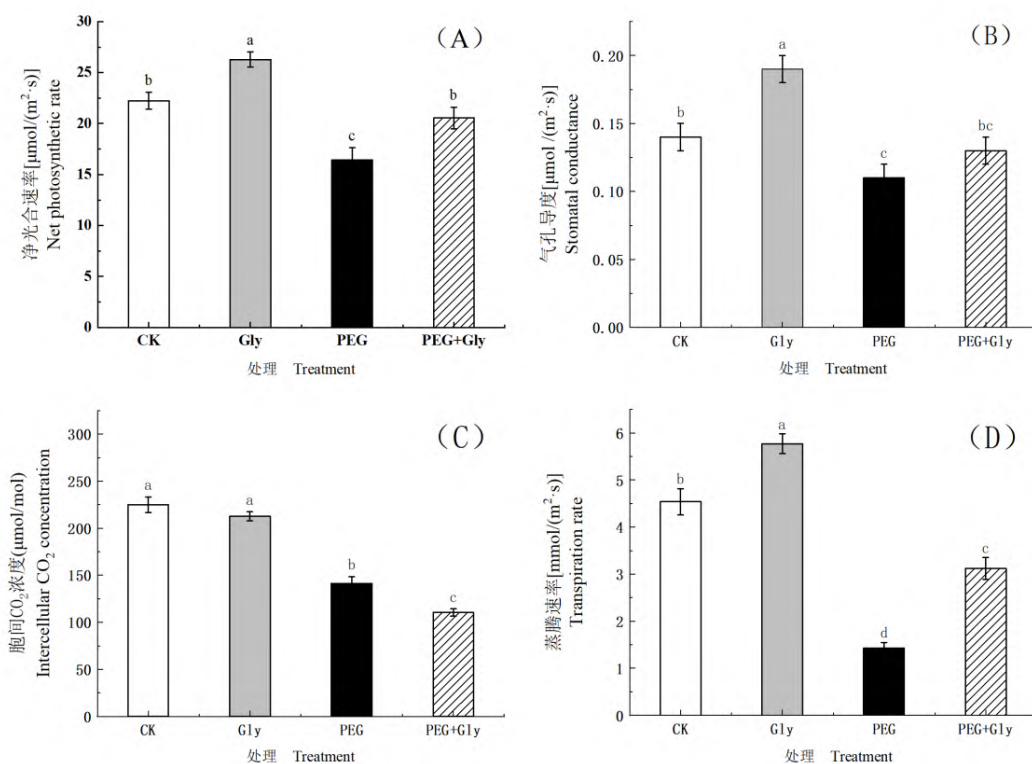 (A)
净光合速率[μmol/(m²·s)]
Net photosynthetic rate
30
25
20
15
10
5
0
b
a
c
b
CK Gly PEG PEG+Gly
处理 Treatment
(B)
气孔导度[μmol /(m²·s)]
Stomatal conductance
0.20
0.15
0.10
0.05
0.00
b
a
c
bc
CK Gly PEG PEG+Gly
处理 Treatment
(C)
胞间CO₂浓度(μmol/mol)
Intercellular CO₂ concentration
300
250
200
150
100
50
0
a
a
b
c
CK Gly PEG PEG+Gly
处理 Treatment
(D)
蒸腾速率[mmol/(m²·s)]
Transpiration rate
6
5
4
3
2
1
0
b
a
d
c
CK Gly PEG PEG+Gly
处理 Treatment